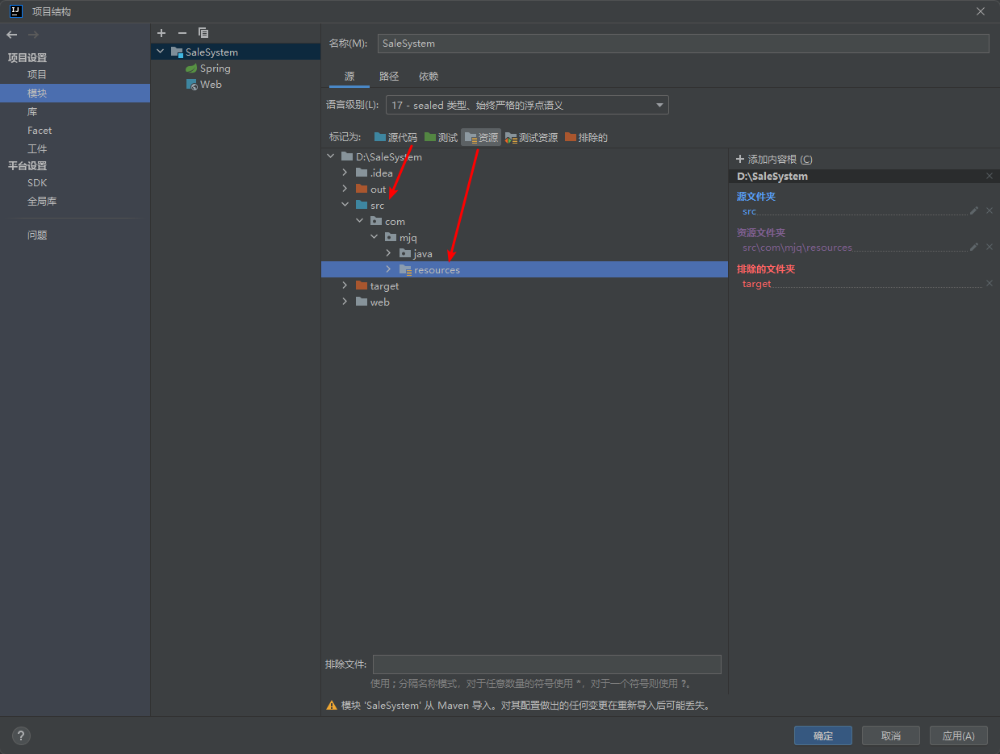 项目结构
项目设置
项目
模块
库
Facet
工件
平台设置
SDK
全局库
问题
SaleSystem
Spring
Web
名称(M): SaleSystem
源 路径 依赖
语言级别(L): 17 - sealed 类型、始终严格的浮点语义
标记为: 源代码 测试 资源 测试资源 排除的
D:\SaleSystem
.idea
out
src
com
mjq
java
resources
target
web
添加内容根 (C)
D:\SaleSystem
源文件夹
src
资源文件夹
src\com\mjq\resources
排除的文件夹
target
排除文件:
使用 ; 分隔名称模式，对于任意数量的符号使用 *，对于一个符号则使用 ?。
模块 'SaleSystem' 从 Maven 导入。对其配置做出的任何变更在重新导入后可能丢失。
?
确定 取消 应用(A)